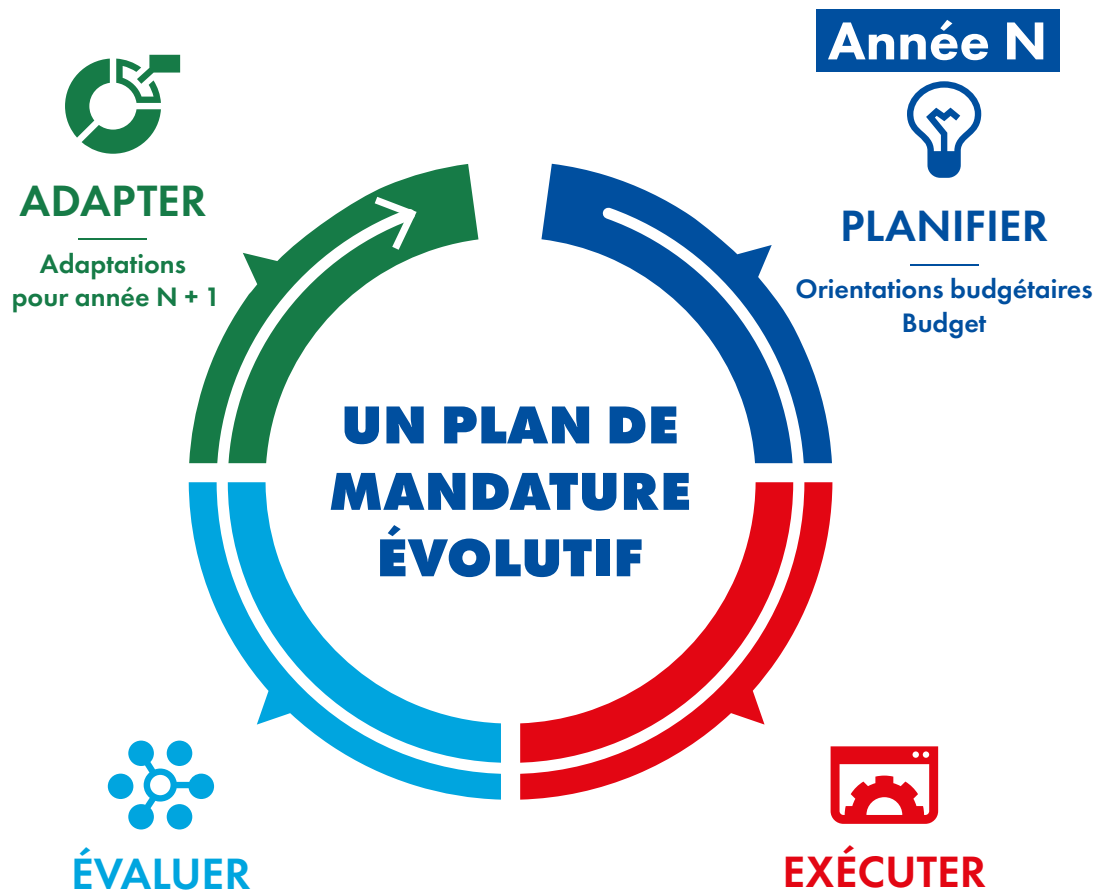 Année N
PLANIFIER
Orientations budgétaires
Budget
EXÉCUTER
ÉVALUER
ADAPTER
Adaptations
pour année N + 1
UN PLAN DE
MANDATURE
ÉVOLUTIF